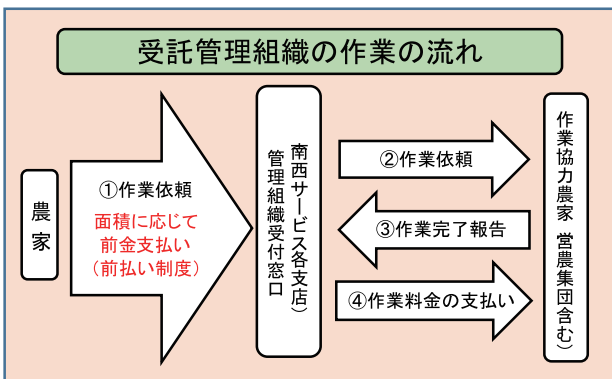 受託管理組織の作業の流れ
農家
①作業依頼
面積に応じて
前金支払い
（前払い制度）
管理組織受付窓口
南西サービス各支店）
②作業依頼
③作業完了報告
④作業料金の支払い
作業協力農家
営農集団含む）